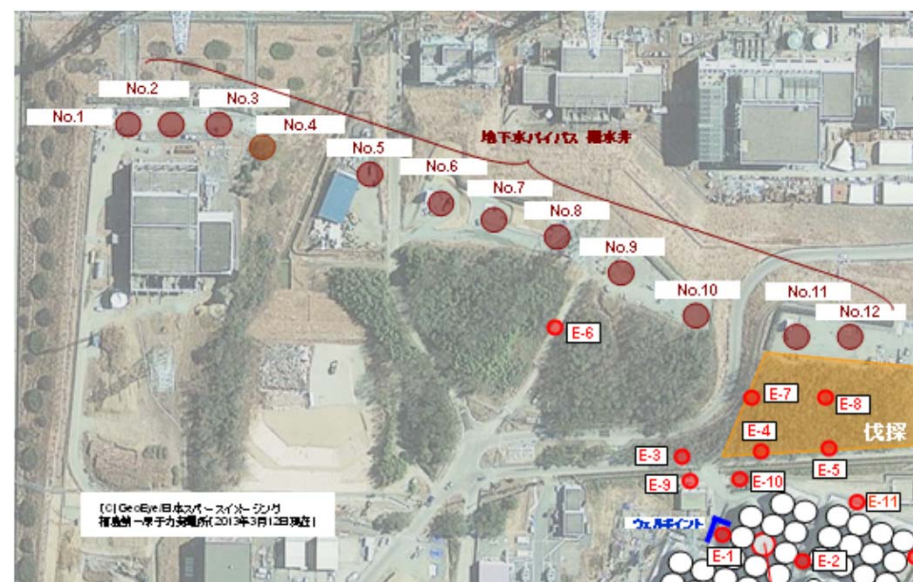 No.1
No.2
No.3
No.4
No.5
No.6
No.7
No.8
No.9
No.10
No.11
No.12
地下水バイパス 揚水井
E-6
E-7
E-8
伐採
E-4
E-5
E-3
E-9
E-10
E-11
ウェルポイント
E-1
E-2
(C)GeoEye/日本スペースイメージング
福島第一原子力発電所(2013年3月12日現在)